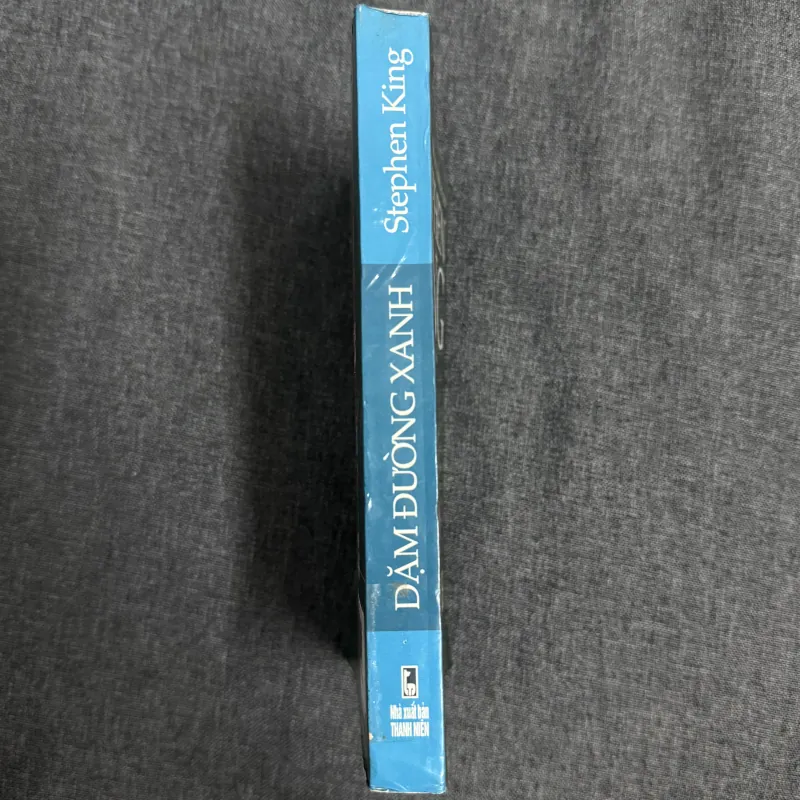 Stephen King
DẶM ĐƯỜNG XANH
Nhà xuất bản
THANH NIÊN